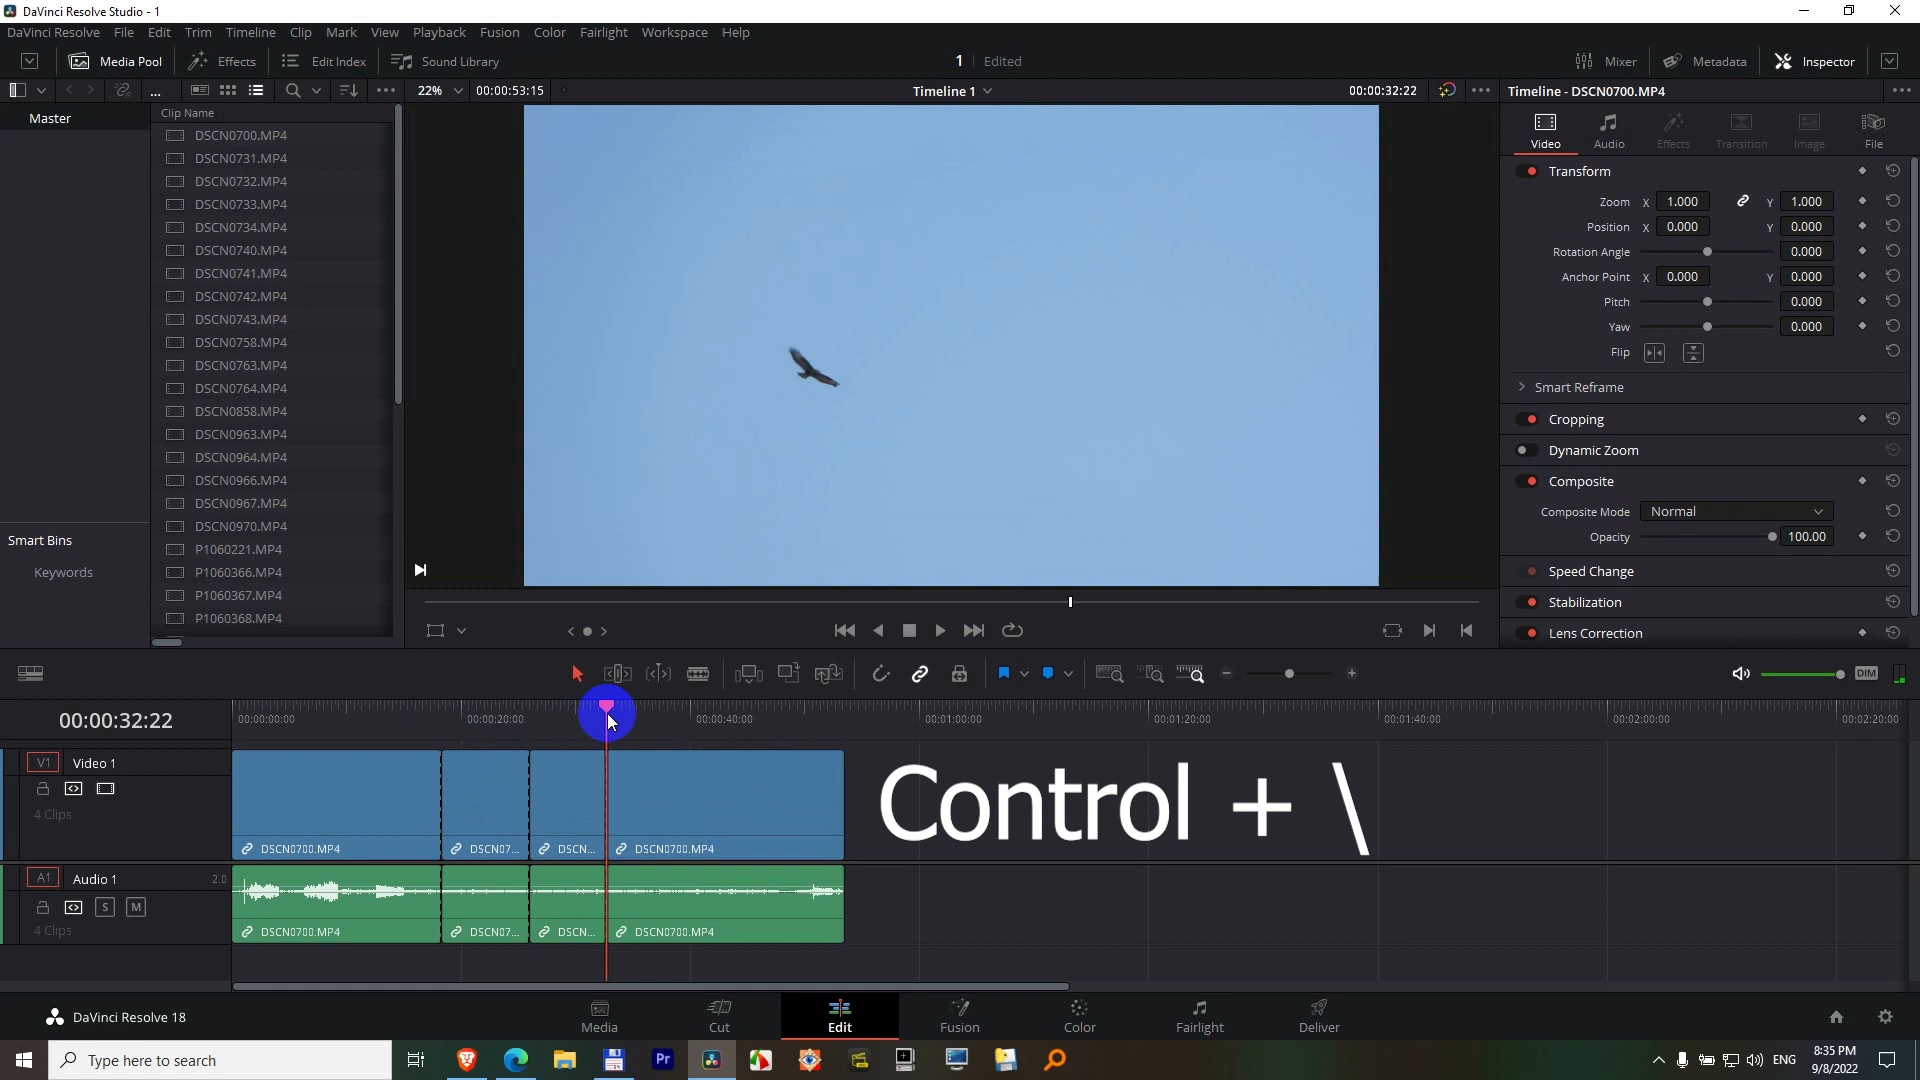 DaVinci Resolve Studio - 1
DaVinci Resolve File Edit Trim Timeline Clip Mark View Playback Fusion Color Fairlight Workspace Help
Media Pool Effects Edit Index Sound Library 1 Edited Mixer Metadata Inspector
... 22% 00:00:53:15 Timeline 1 00:00:32:22 Timeline - DSCN0700.MP4
Master
Clip Name
DSCN0700.MP4
DSCN0731.MP4
DSCN0732.MP4
DSCN0733.MP4
DSCN0734.MP4
DSCN0740.MP4
DSCN0741.MP4
DSCN0742.MP4
DSCN0743.MP4
DSCN0758.MP4
DSCN0763.MP4
DSCN0764.MP4
DSCN0858.MP4
DSCN0963.MP4
DSCN0964.MP4
DSCN0966.MP4
DSCN0967.MP4
DSCN0970.MP4
P1060221.MP4
P1060366.MP4
P1060367.MP4
P1060368.MP4
Smart Bins
Keywords
Video Audio Effects Transition Image File
Transform
Zoom X 1.000 Y 1.000
Position X 0.000 Y 0.000
Rotation Angle 0.000
Anchor Point X 0.000 Y 0.000
Pitch 0.000
Yaw 0.000
Flip
Smart Reframe
Cropping
Dynamic Zoom
Composite
Composite Mode Normal
Opacity 100.00
Speed Change
Stabilization
Lens Correction
DIM
00:00:32:22 00:00:00:00 00:00:20:00 00:00:40:00 00:01:00:00 00:01:20:00 00:01:40:00 00:02:00:00 00:02:20:00
V1 Video 1
4 Clips
DSCN0700.MP4 DSCN07... DSCN... DSCN0700.MP4
Control + \
A1 Audio 1 2.0
S M
4 Clips
DSCN0700.MP4 DSCN07... DSCN... DSCN0700.MP4
DaVinci Resolve 18 Media Cut Edit Fusion Color Fairlight Deliver
Type here to search Pr ENG 8:35 PM
9/8/2022